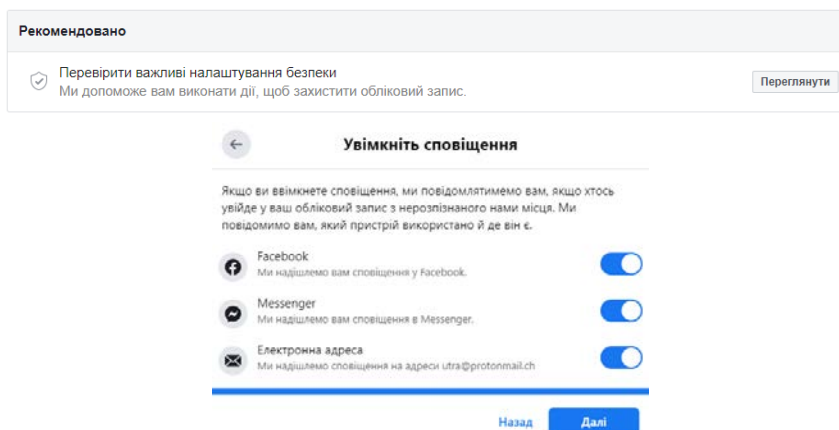 Рекомендовано
Перевірити важливі налаштування безпеки
Ми допоможе вам виконати дії, щоб захистити обліковий запис.
Переглянути
Увімкніть сповіщення
Якщо ви ввімкнете сповіщення, ми повідомлятимемо вам, якщо хтось
увійде у ваш обліковий запис з нерозпізнаного нами місця. Ми
повідомимо вам, який пристрій використано й де він є.
Facebook
Ми надішлемо вам сповіщення у Facebook.
Messenger
Ми надішлемо вам сповіщення в Messenger.
Електронна адреса
Ми надішлемо сповіщення на адреси utra@protonmail.ch
Назад
Далі